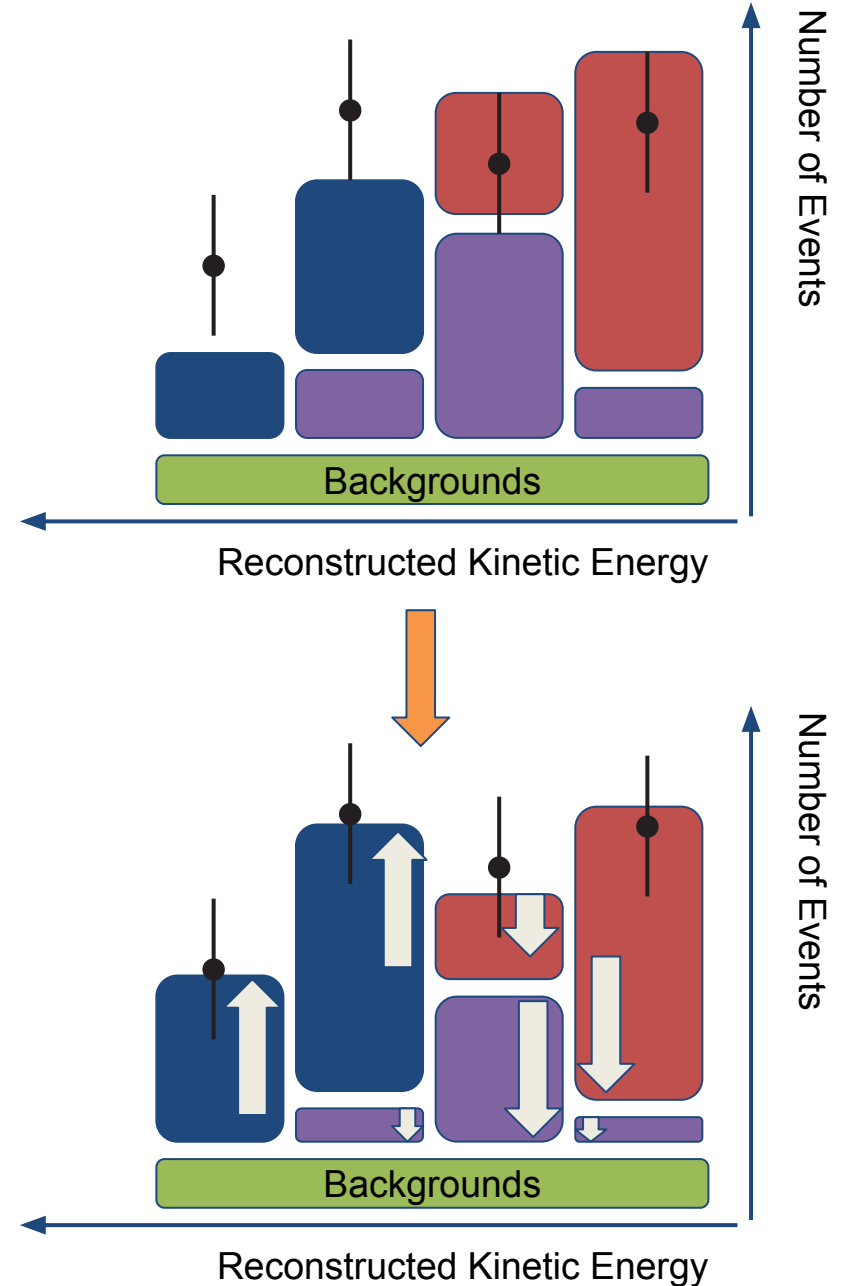 Number of Events
Backgrounds
Reconstructed Kinetic Energy
Number of Events
Backgrounds
Reconstructed Kinetic Energy